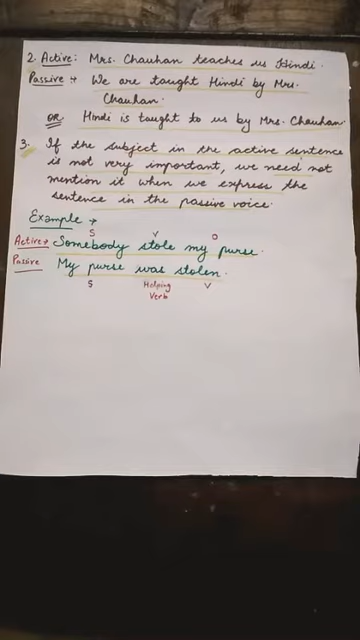 2. Active: Mrs. Chauhan teaches us Hindi.
Passive → We are taught Hindi by Mrs.
Chauhan.
OR Hindi is taught to us by Mrs. Chauhan.
3. If the subject in the active sentence
is not very important, we need not
mention it when we express the
sentence in the passive voice.
Example →
S V O
Active → Somebody stole my purse.
Passive My purse was stolen.
S Helping V
Verb